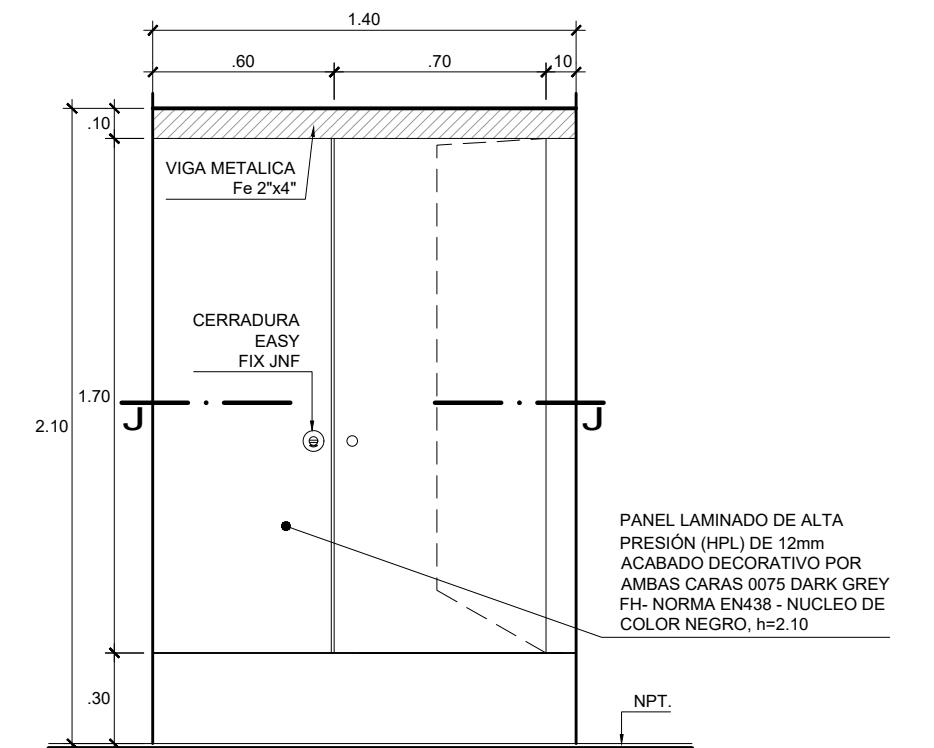 1.40
.60
.70
10
.10
VIGA METALICA
Fe 2"x4"
CERRADURA
EASY
FIX JNF
1.70
2.10
J
J
PANEL LAMINADO DE ALTA
PRESIÓN (HPL) DE 12mm
ACABADO DECORATIVO POR
AMBAS CARAS 0075 DARK GREY
FH- NORMA EN438 - NUCLEO DE
COLOR NEGRO, h=2.10
.30
NPT.